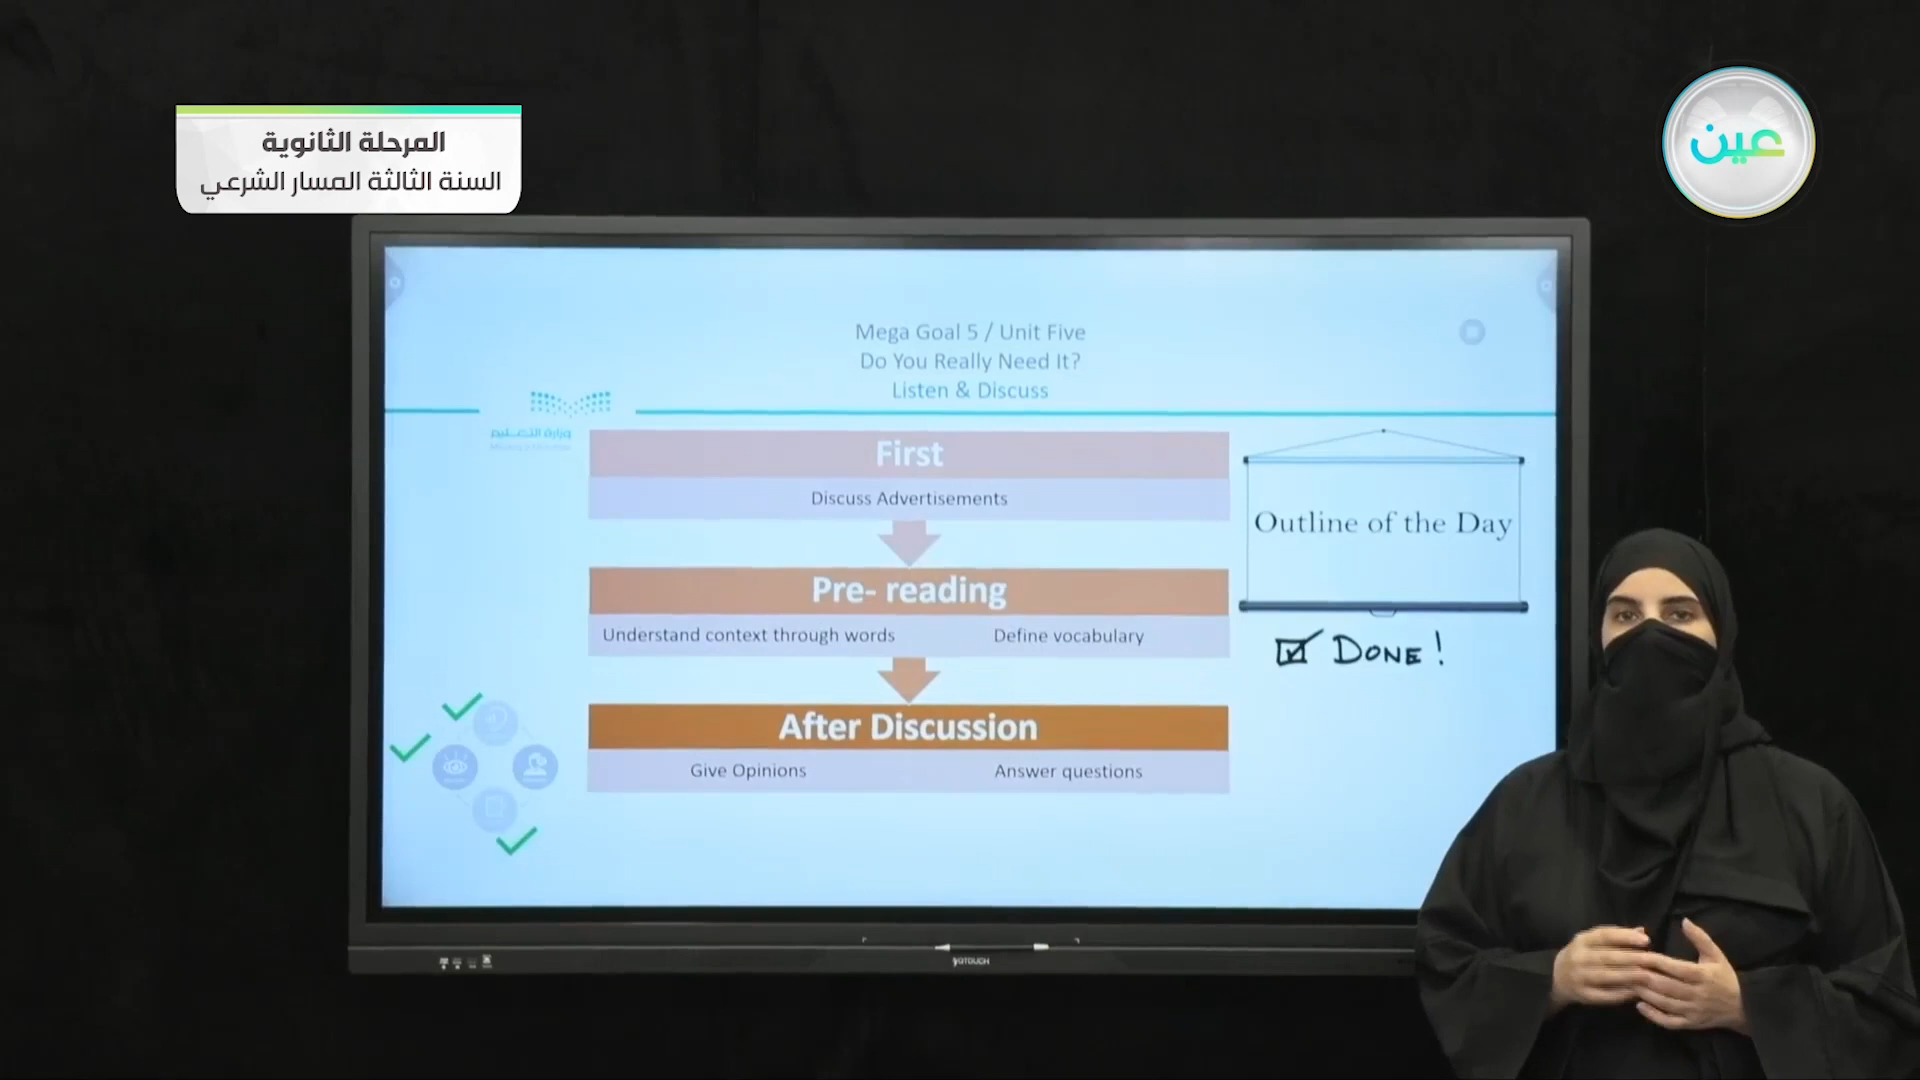 المرحلة الثانوية
السنة الثالثة المسار الشرعي
عين
Mega Goal 5 / Unit Five
Do You Really Need It?
Listen & Discuss
وزارة التعليم
First
Discuss Advertisements
Outline of the Day
Pre- reading
Understand context through words
Define vocabulary
DONE!
After Discussion
Give Opinions
Answer questions